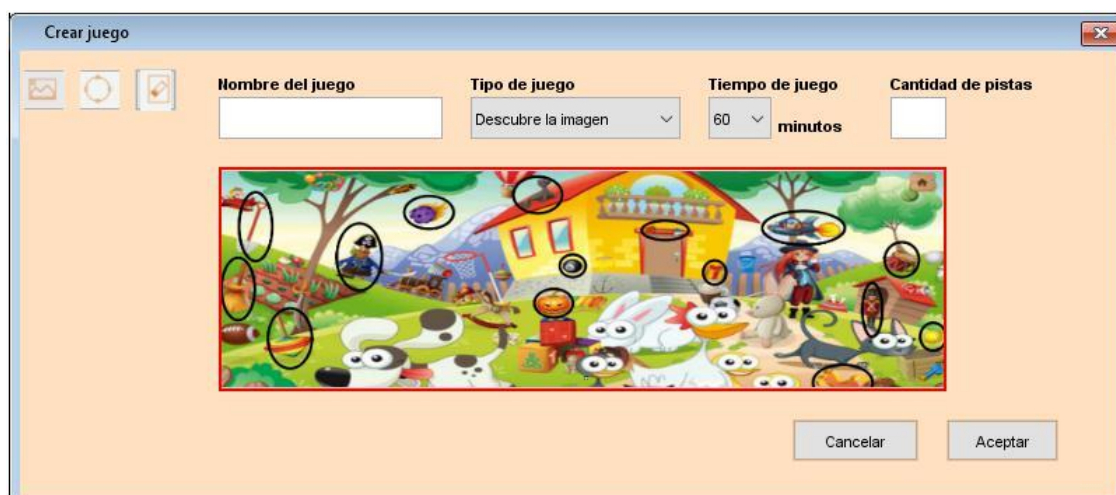 Crear juego
Nombre del juego
Tipo de juego
Tiempo de juego
Cantidad de pistas
Descubre la imagen
60
minutos
7
Cancelar
Aceptar